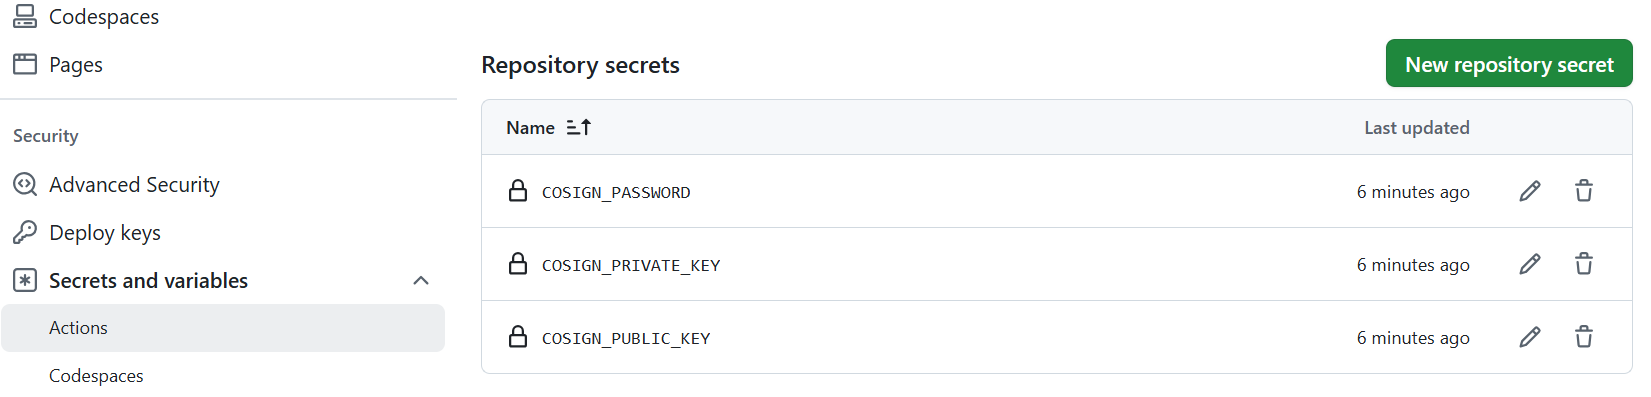 Codespaces
Pages
Security
Advanced Security
Deploy keys
Secrets and variables
Actions
Codespaces
Repository secrets
New repository secret
Name Last updated
COSIGN_PASSWORD 6 minutes ago
COSIGN_PRIVATE_KEY 6 minutes ago
COSIGN_PUBLIC_KEY 6 minutes ago